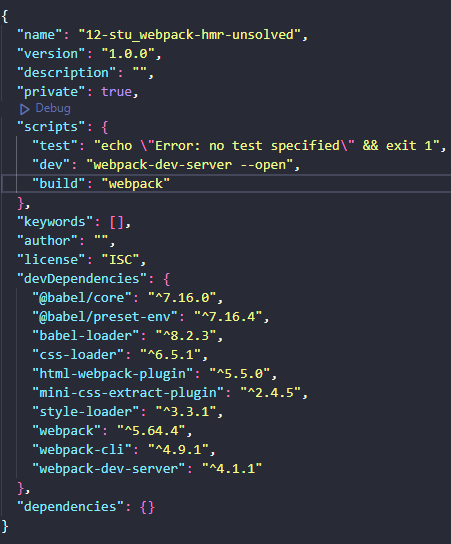 {
  "name": "12-stu_webpack-hmr-unsolved",
  "version": "1.0.0",
  "description": "",
  "private": true,
  Debug
  "scripts": {
    "test": "echo \"Error: no test specified\" && exit 1",
    "dev": "webpack-dev-server --open",
    "build": "webpack"
  },
  "keywords": [],
  "author": "",
  "license": "ISC",
  "devDependencies": {
    "@babel/core": "^7.16.0",
    "@babel/preset-env": "^7.16.4",
    "babel-loader": "^8.2.3",
    "css-loader": "^6.5.1",
    "html-webpack-plugin": "^5.5.0",
    "mini-css-extract-plugin": "^2.4.5",
    "style-loader": "^3.3.1",
    "webpack": "^5.64.4",
    "webpack-cli": "^4.9.1",
    "webpack-dev-server": "^4.1.1"
  },
  "dependencies": {}
}